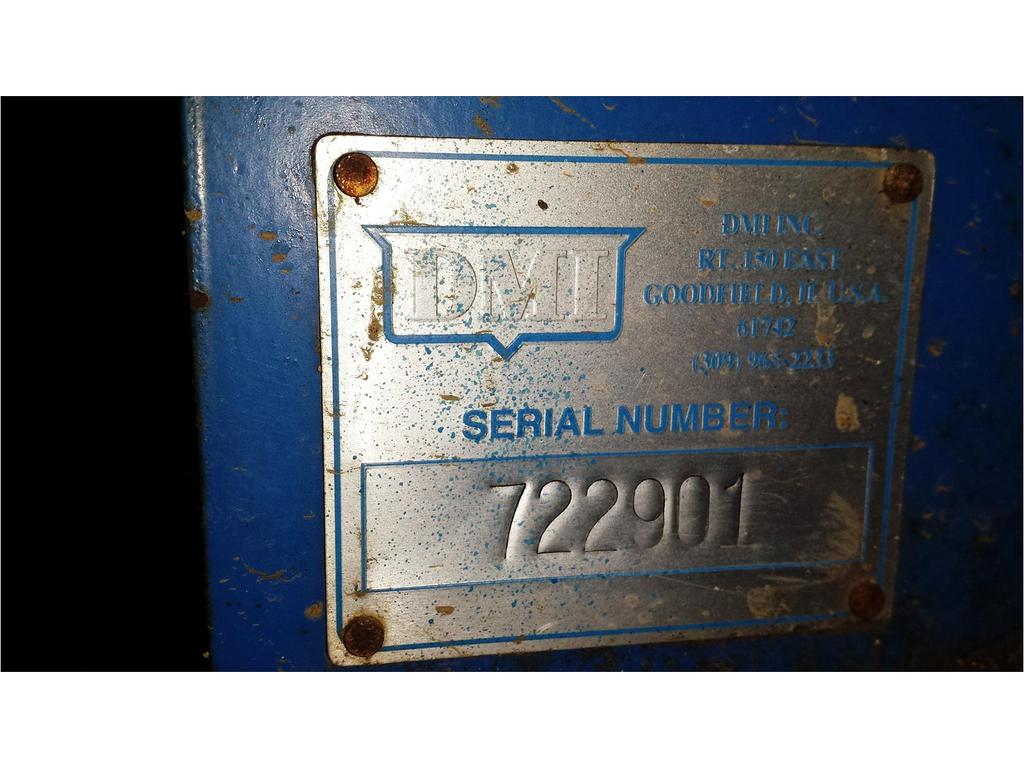 DMI
DMI INC.
RT. 150 EAST
GOODFIELD, IL U.S.A.
61742
(309) 965-2233
SERIAL NUMBER:
722901